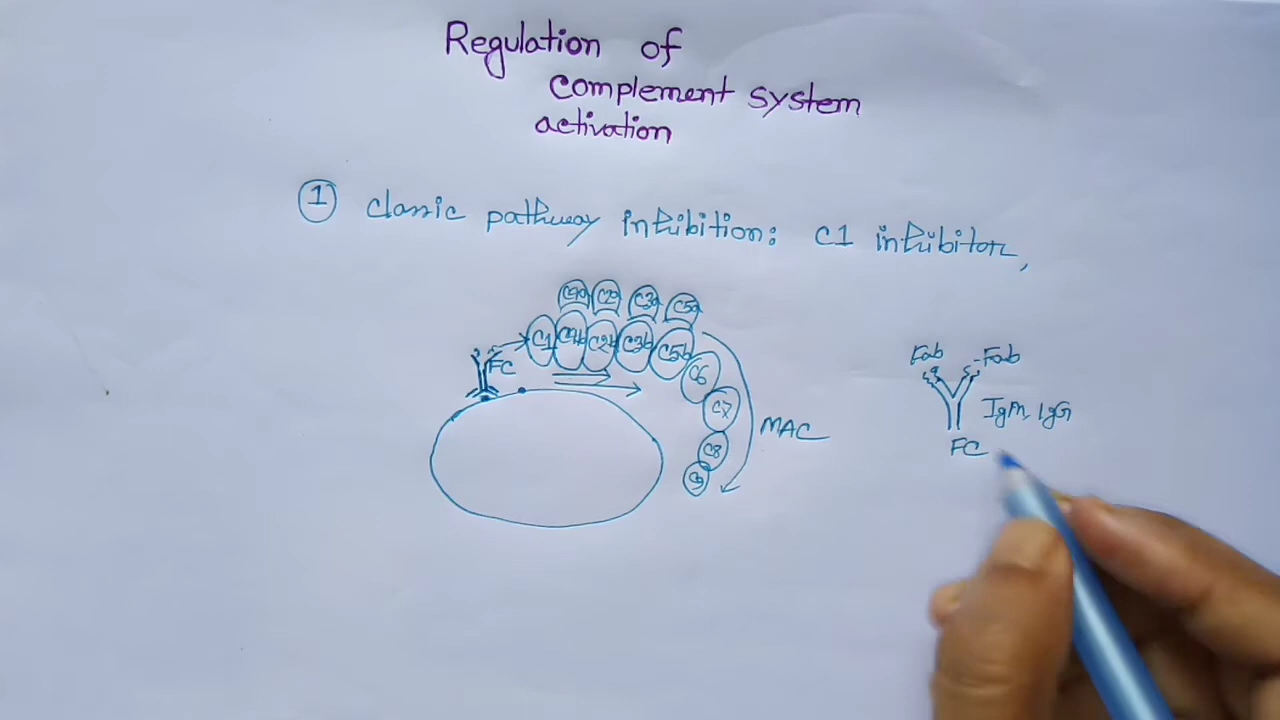 Regulation of
complement system
activation
① classic pathway inhibition: C1 inhibitor,
C4a C2a C3a C5a
C1 C4b C2b C3b C5b
FC
C6
C7
MAC
C8
C9
Fab Fab
IgM, IgG
FC